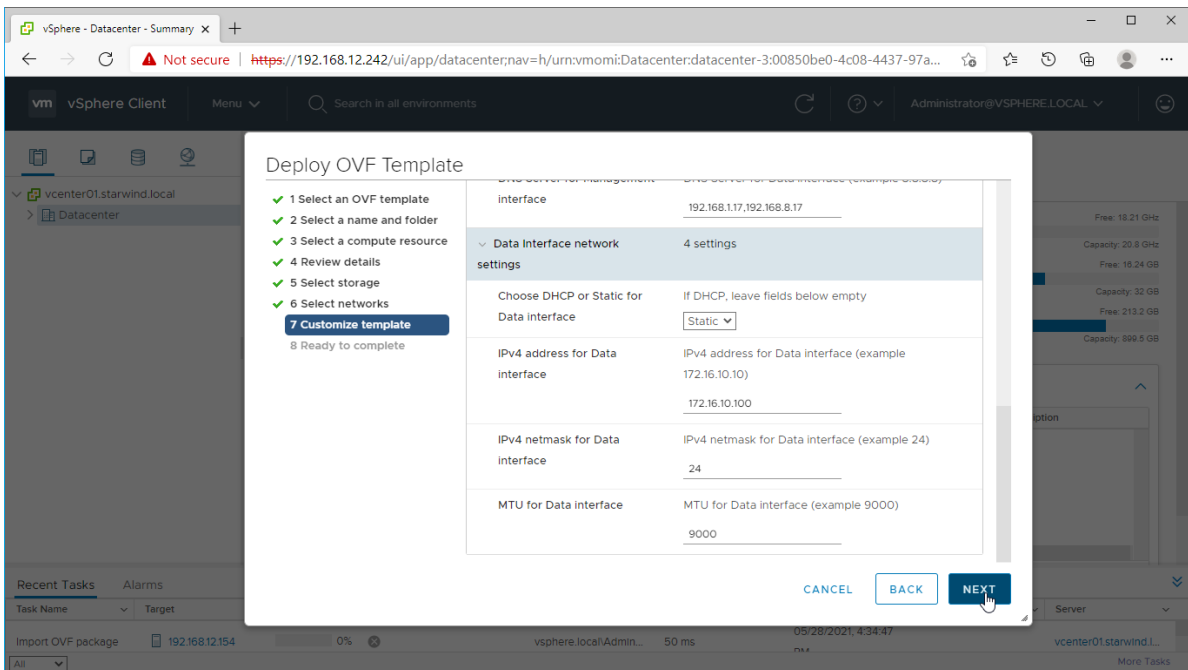 vSphere - Datacenter - Summary
Not secure
https://192.168.12.242/ui/app/datacenter;nav=h/urn:vmomi:Datacenter:datacenter-3:00850be0-4c08-4437-97a...
vm vSphere Client Menu Search in all environments Administrator@VSPHERE.LOCAL
vcenter01.starwind.local
Datacenter
Deploy OVF Template
1 Select an OVF template
2 Select a name and folder
3 Select a compute resource
4 Review details
5 Select storage
6 Select networks
7 Customize template
8 Ready to complete
DNS Server for Management
interface
192.168.1.17,192.168.8.17
Data Interface network
settings
4 settings
Choose DHCP or Static for
Data interface
If DHCP, leave fields below empty
Static
IPv4 address for Data
interface
IPv4 address for Data interface (example
172.16.10.10)
172.16.10.100
IPv4 netmask for Data
interface
IPv4 netmask for Data interface (example 24)
24
MTU for Data interface
MTU for Data interface (example 9000)
9000
CANCEL BACK NEXT
Free: 18.21 GHz
Capacity: 20.8 GHz
Free: 16.24 GB
Capacity: 32 GB
Free: 213.2 GB
Capacity: 899.5 GB
ription
Recent Tasks Alarms
Task Name Target Server
Import OVF package 192.168.12.154 0% vsphere.local\Admin... 50 ms 05/28/2021, 4:34:47 vcenter01.starwind.l...
All More Tasks